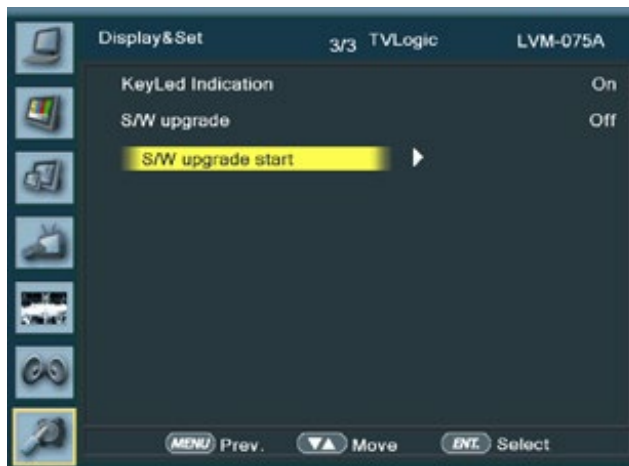 Display&Set 3/3 TVLogic LVM-075A
KeyLed Indication On
S/W upgrade Off
S/W upgrade start
MENU Prev. ▼▲ Move ENT. Select